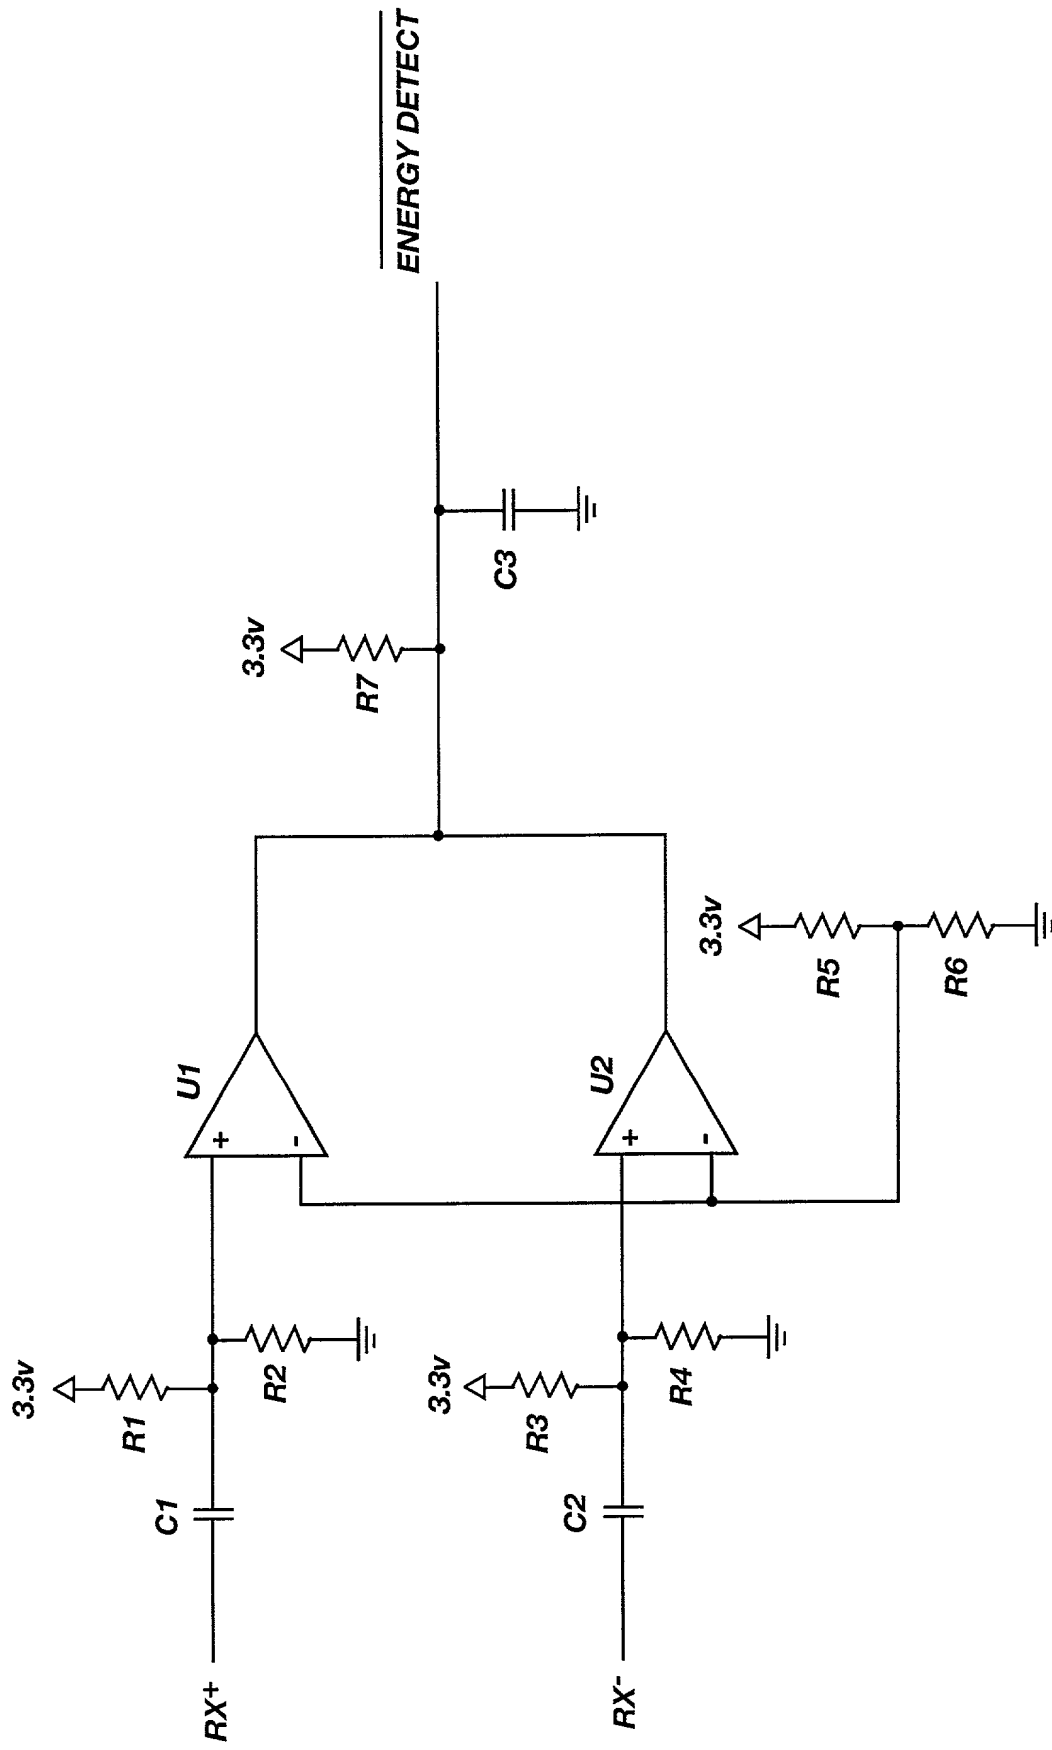 3.3v
R1
C1
RX+
R2
U1
+
-
3.3v
R3
C2
RX-
R4
U2
+
-
3.3v
R5
R6
3.3v
R7
C3
ENERGY DETECT